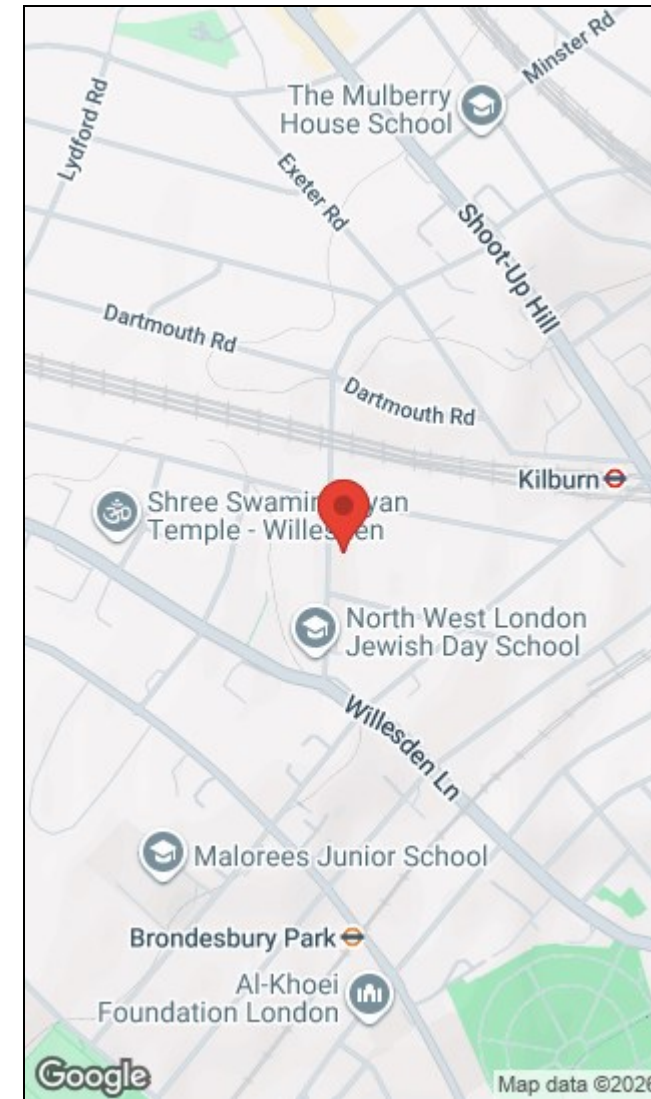 Minster Rd
The Mulberry
House School
Lydford Rd
Exeter Rd
Shoot-Up Hill
Dartmouth Rd
Dartmouth Rd
Kilburn
Shree Swamin yan
Temple - Willes en
North West London
Jewish Day School
Willesden Ln
Malorees Junior School
Brondesbury Park
Al-Khoei
Foundation London
Google
Map data ©2026